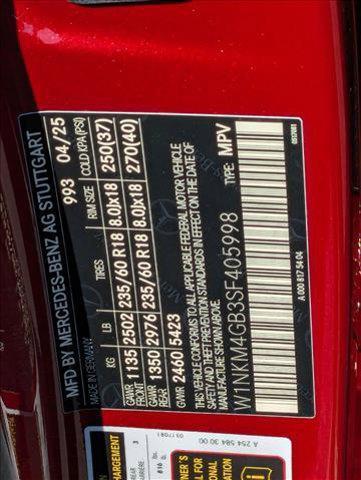 MFD BY MERCEDES-BENZ AG STUTTGART
MADE IN GERMANY 993 04/25
KG LB TIRES RIM SIZE COLD KPA(PSI)
GAWR FRONT 1135 2502 235/60 R18 8.0Jx18 250(37)
GAWR REAR 1350 2976 235/60 R18 8.0Jx18 270(40)
GVWR 2460 5423
THIS VEHICLE CONFORMS TO ALL APPLICABLE FEDERAL MOTOR VEHICLE
SAFETY AND THEFT PREVENTION STANDARDS IN EFFECT ON THE DATE OF
MANUFACTURE SHOWN ABOVE.
W1NKM4GB3SF405998 TYPE: MPV
A 000 817 54 04
A 254 584 30 00
CHARGEMENT
3
816